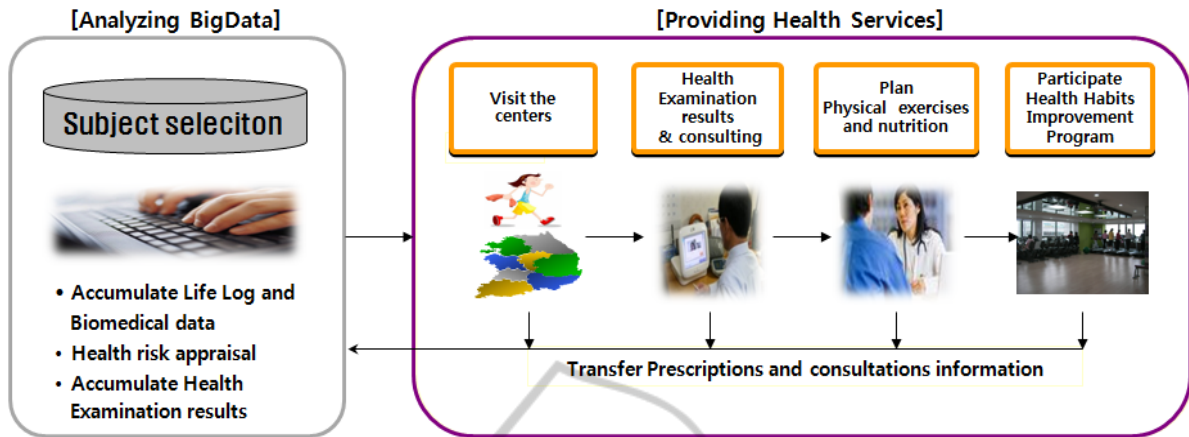 [Analyzing BigData]
[Providing Health Services]
Subject seleciton
• Accumulate Life Log and
Biomedical data
• Health risk appraisal
• Accumulate Health
Examination results
Visit the
centers
Health
Examination
results
& consulting
Plan
Physical exercises
and nutrition
Participate
Health Habits
Improvement
Program
Transfer Prescriptions and consultations information